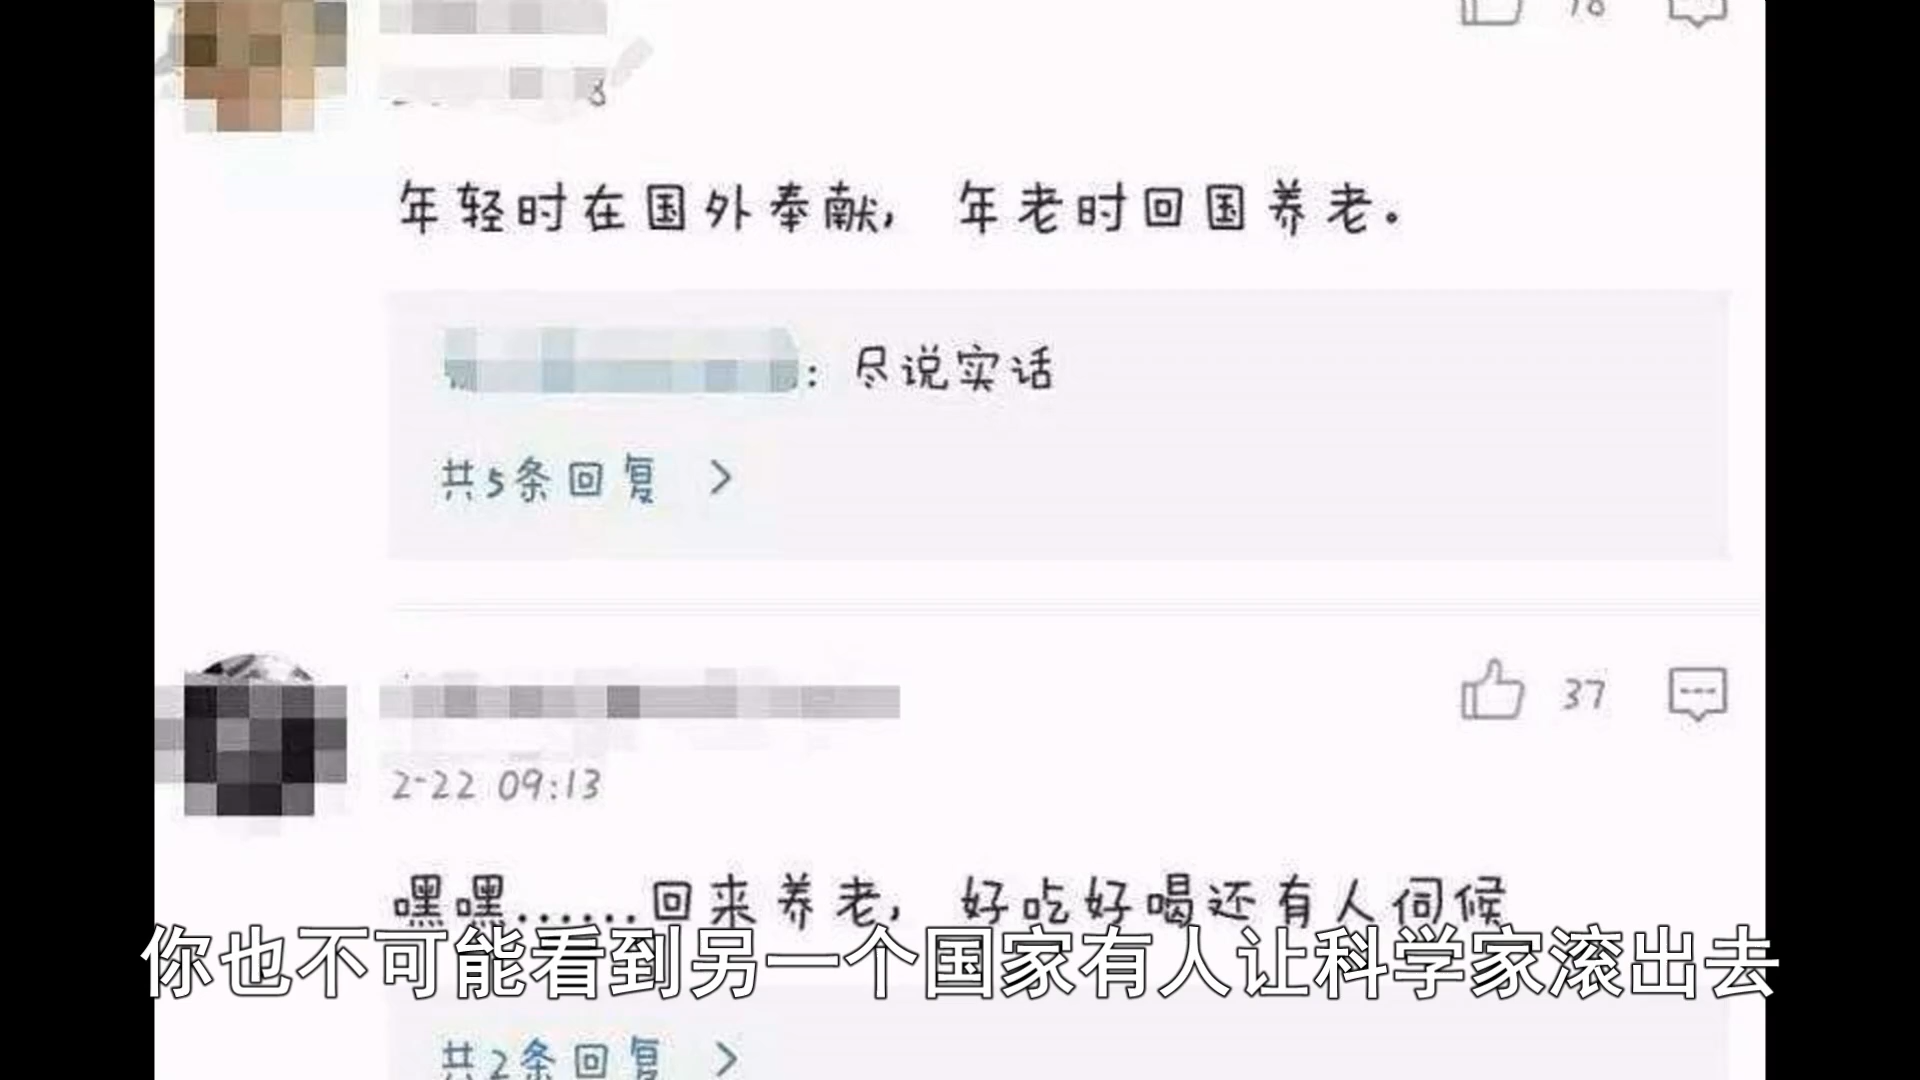 年轻时在国外奉献，年老时回国养老。
：尽说实话
共5条回复 >
37
2-22 09:13
嘿嘿......回来养老，好吃好喝还有人伺候
你也不可能看到另一个国家有人让科学家滚出去
共2条回复 >